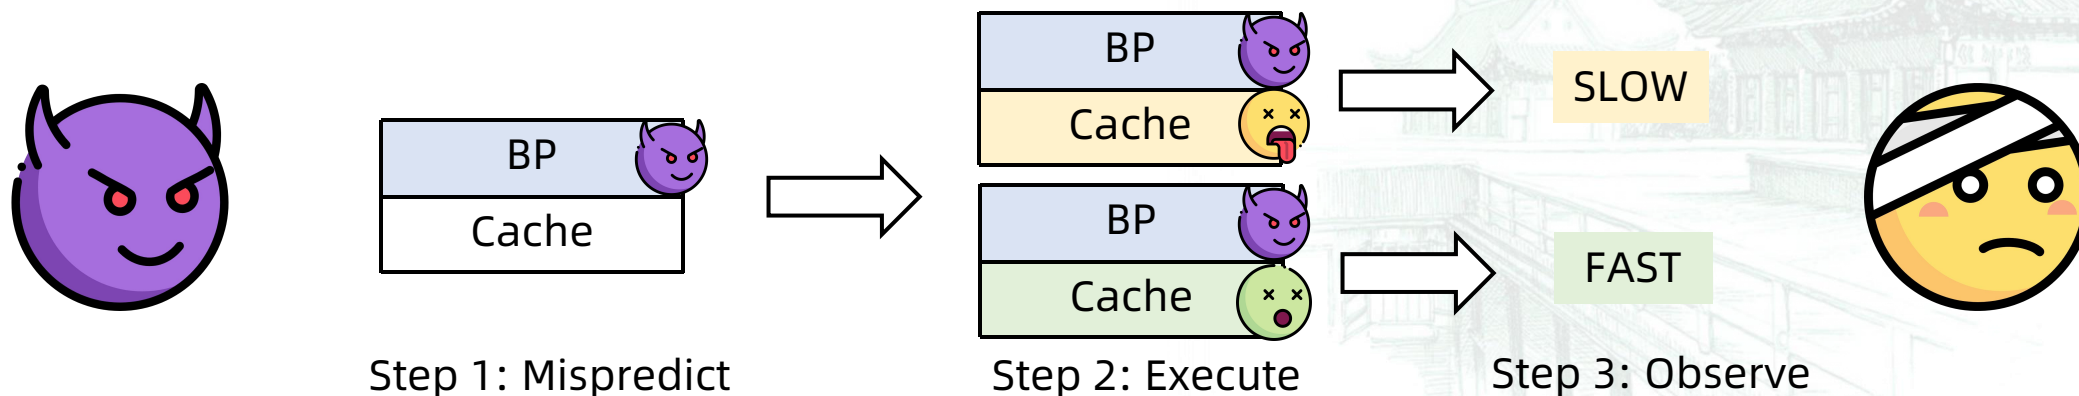 BP
Cache
Step 1: Mispredict
BP
Cache
BP
Cache
Step 2: Execute
SLOW
FAST
Step 3: Observe